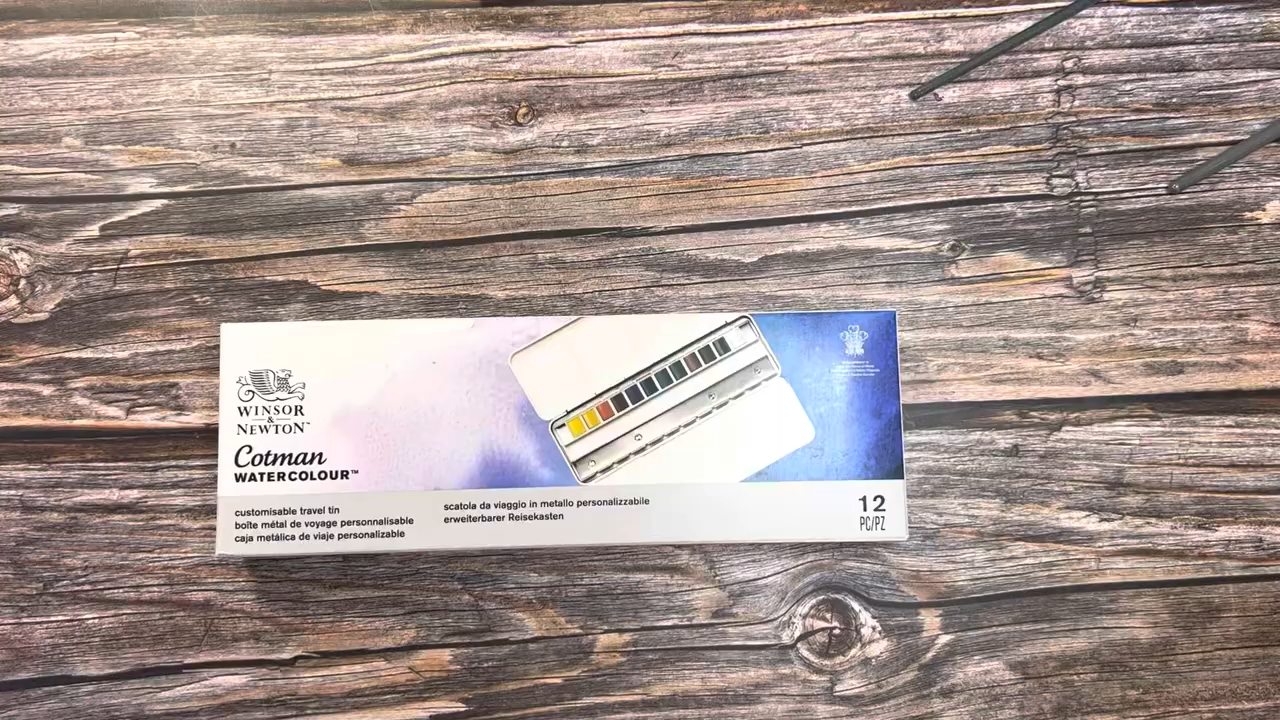 WINSOR
&
NEWTON™
Cotman
WATERCOLOUR™
customisable travel tin
boîte métal de voyage personnalisable
caja metálica de viaje personalizable
scatola da viaggio in metallo personalizzabile
erweiterbarer Reisekasten
12
PC/PZ